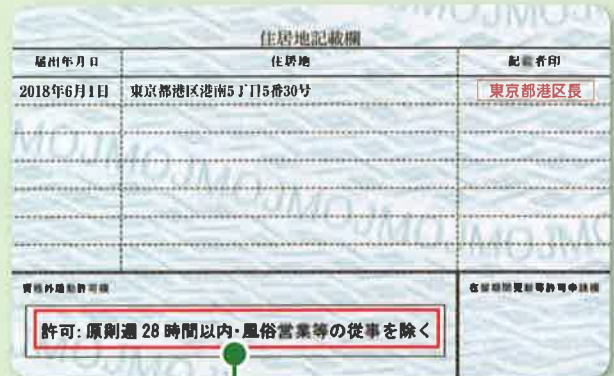 住居地記載欄
届出年月日 住居地 記載者印
2018年6月1日 東京都港区港南5丁目5番30号 東京都港区長
MOJMOJMOJMOJMOJMOJ
資格外活動許可欄 在留期間更新等許可申請欄
許可: 原則週28時間以内・風俗営業等の従事を除く